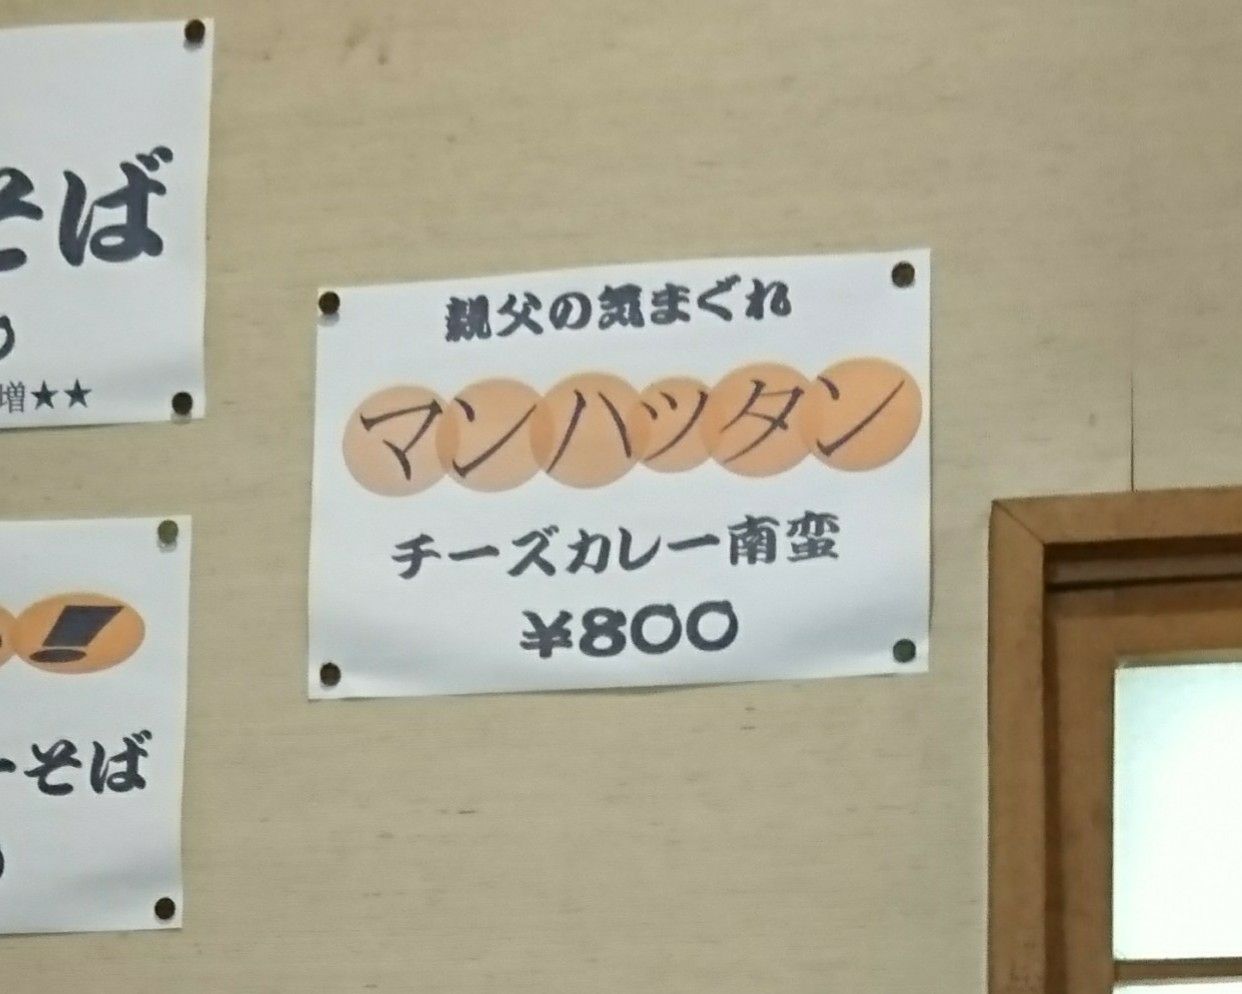 そば
増★★
親父の気まぐれ
マンハッタン
チーズカレー南蛮
¥800
！
ーそば